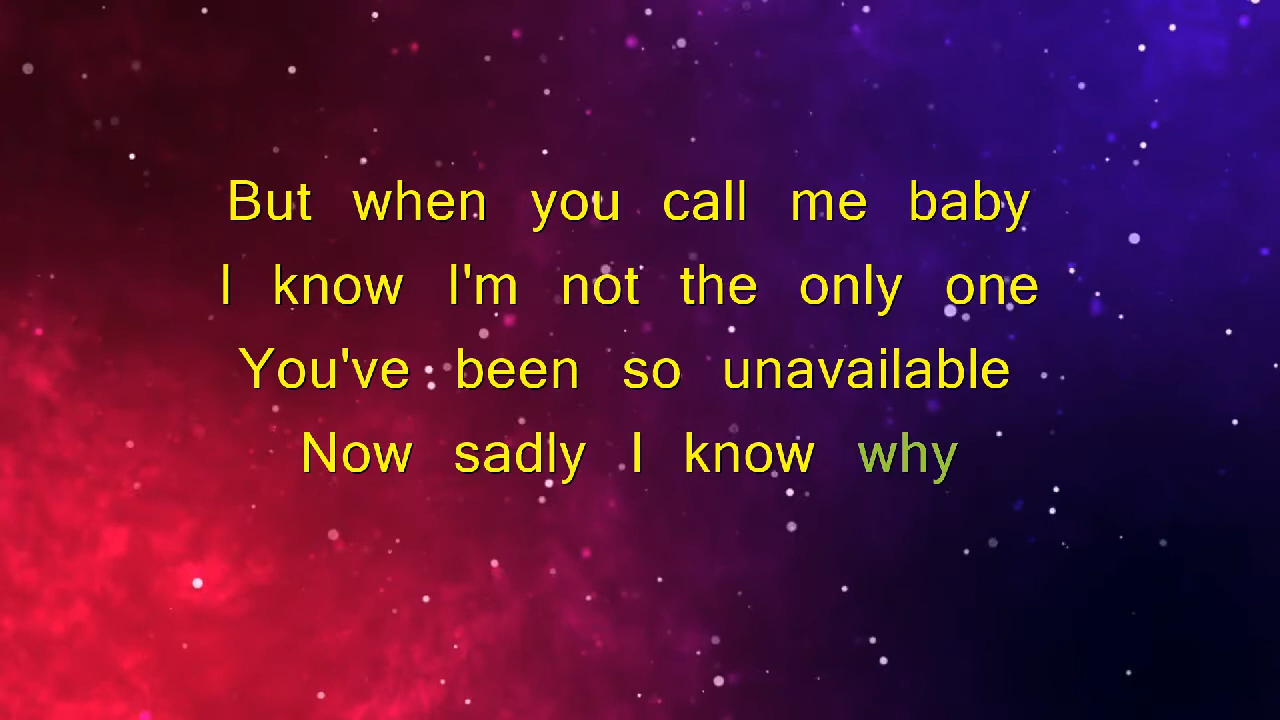 But when you call me baby
I know I'm not the only one
You've been so unavailable
Now sadly I know why